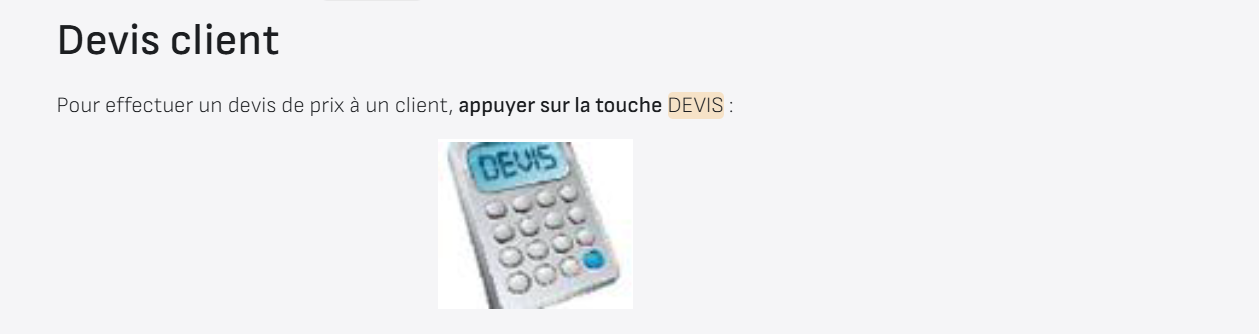 Devis client
Pour effectuer un devis de prix à un client, appuyer sur la touche DEVIS :
DEVIS